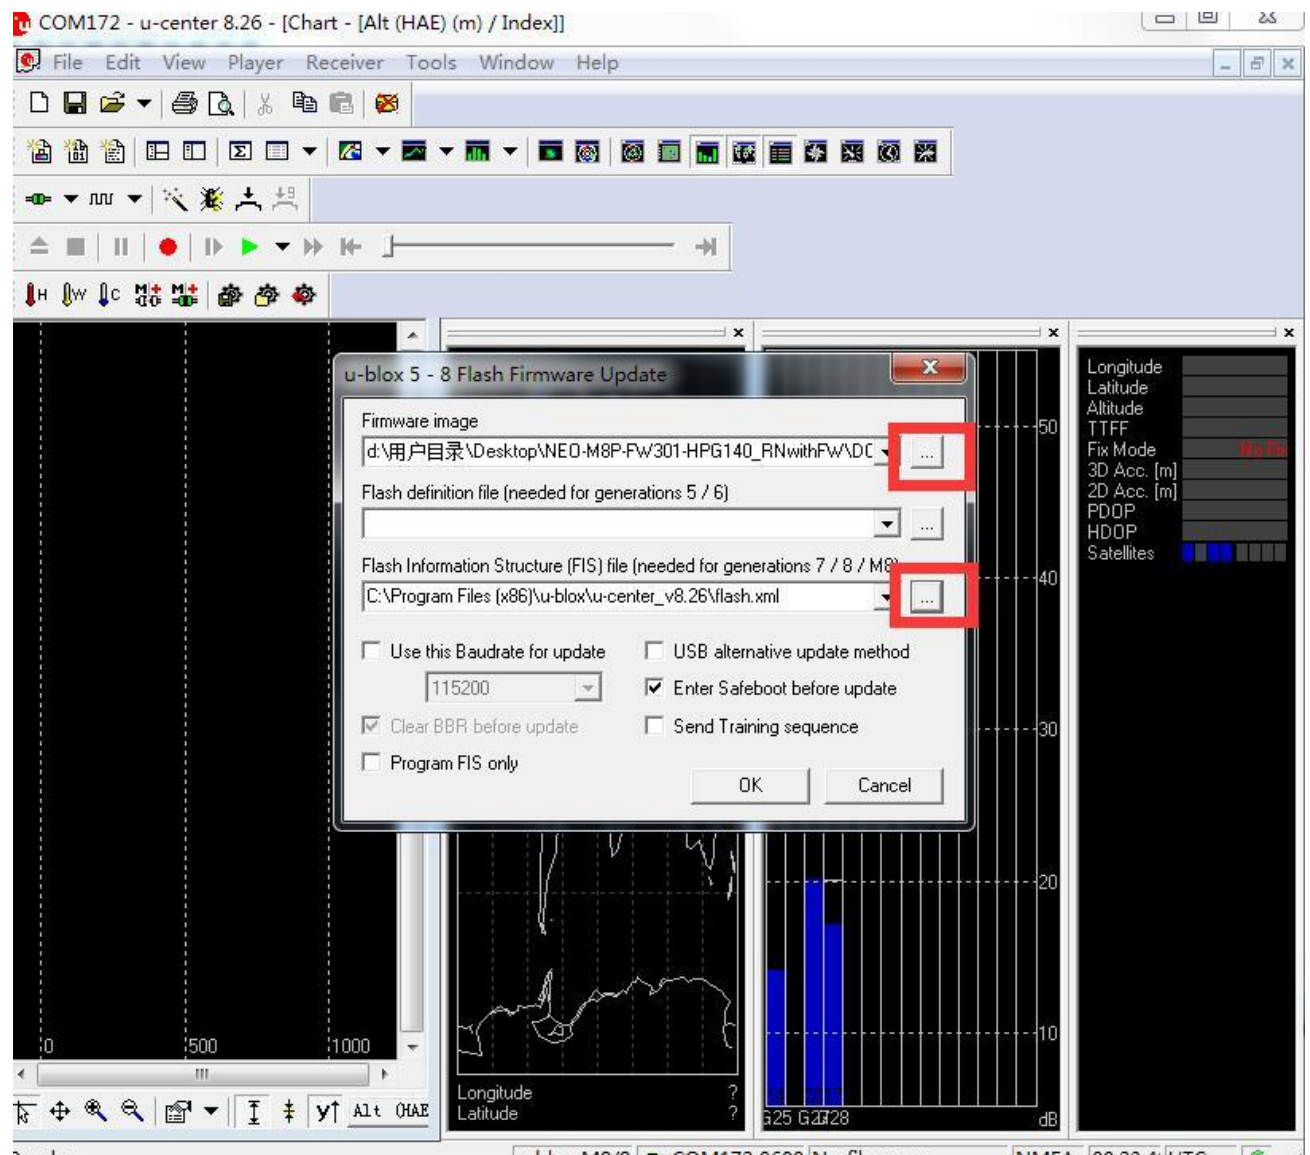 COM172 - u-center 8.26 - [Chart - [Alt (HAE) (m) / Index]]
File Edit View Player Receiver Tools Window Help
H W C
u-blox 5 - 8 Flash Firmware Update
Firmware image
d:\用户目录\Desktop\NEO-M8P-FW301-HPG140_RNwithFW\DC
...
Flash definition file (needed for generations 5 / 6)
...
Flash Information Structure (FIS) file (needed for generations 7 / 8 / M8)
C:\Program Files (x86)\u-blox\u-center_v8.26\flash.xml
...
Use this Baudrate for update
USB alternative update method
115200
Enter Safeboot before update
Clear BBR before update
Send Training sequence
Program FIS only
OK
Cancel
Longitude
Latitude
Altitude
TTFF
Fix Mode No Fix
3D Acc. [m]
2D Acc. [m]
PDOP
HDOP
Satellites
50
40
30
20
10
dB
0 500 1000
Longitude ?
Latitude ?
G25
y Alt (HAE